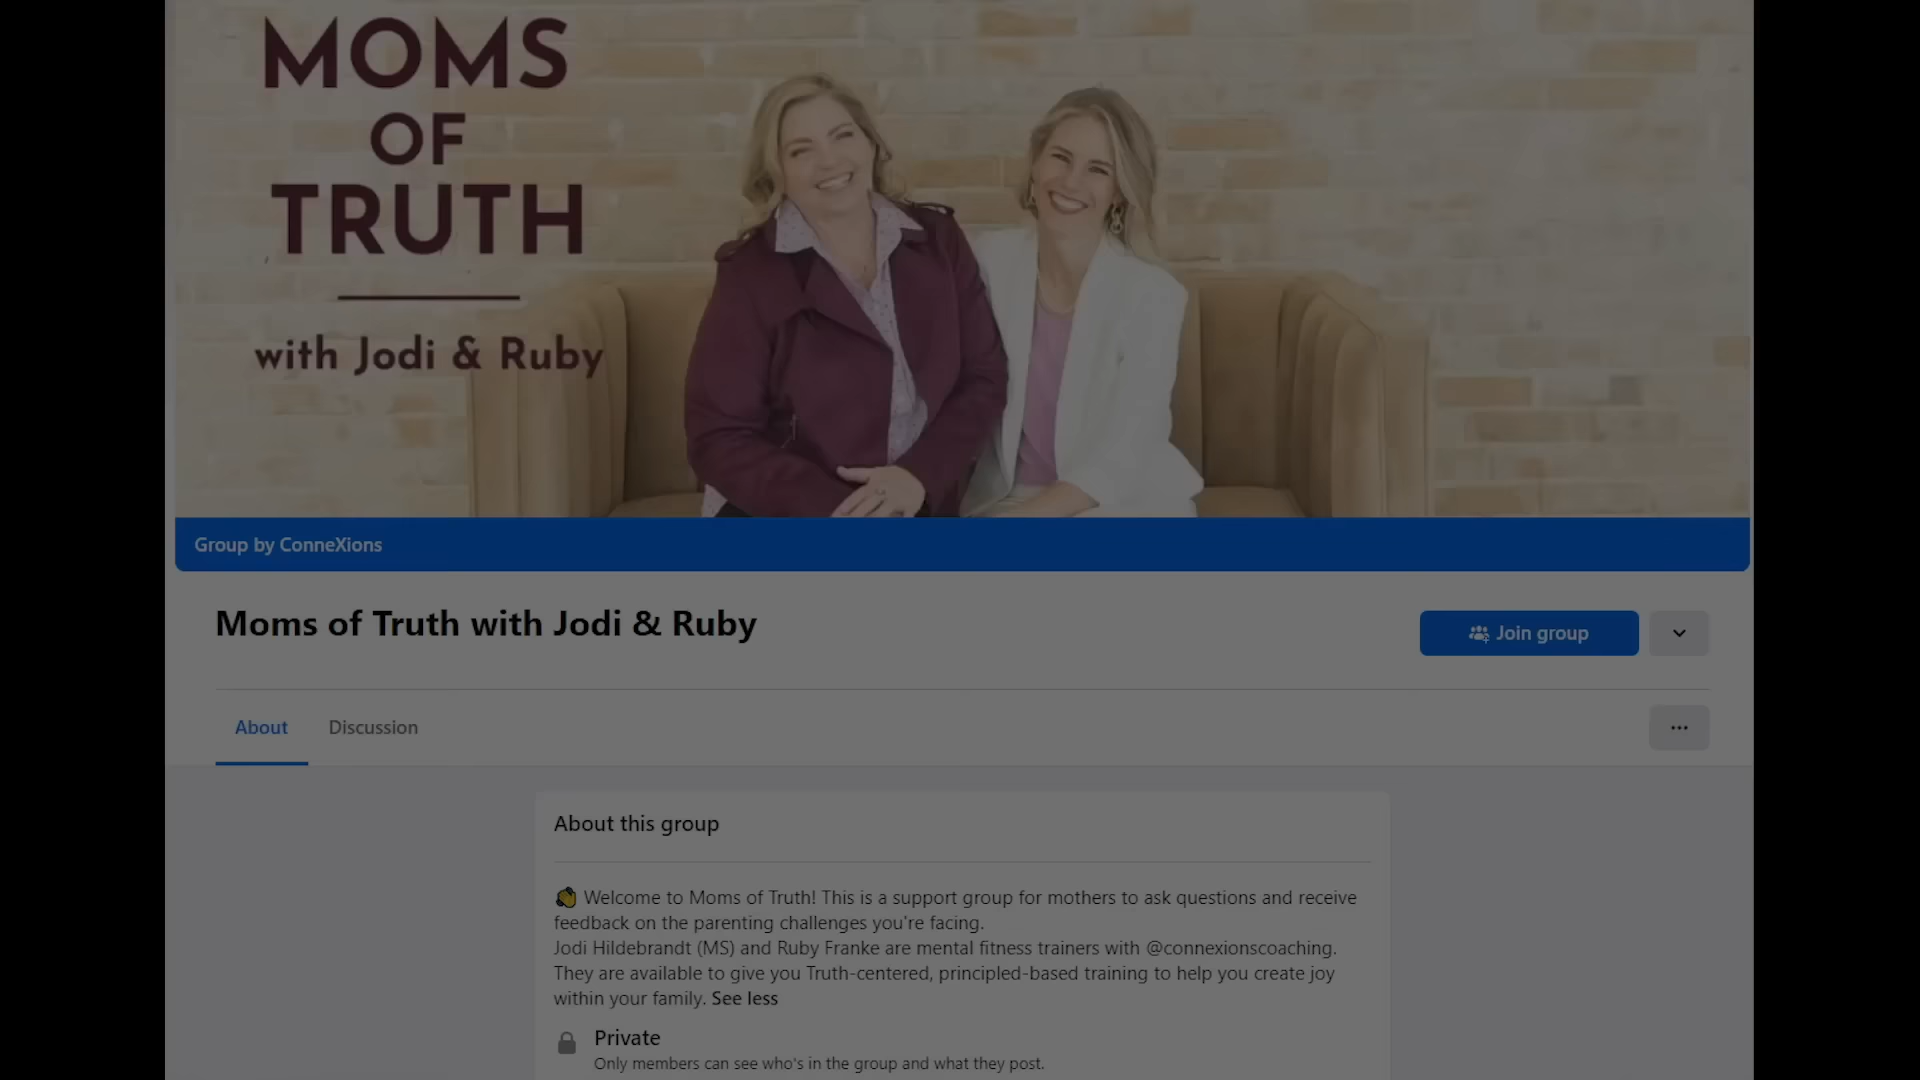 MOMS
OF
TRUTH
with Jodi & Ruby
Group by ConneXions
Moms of Truth with Jodi & Ruby
Join group
About
Discussion
About this group
👋 Welcome to Moms of Truth! This is a support group for mothers to ask questions and receive
feedback on the parenting challenges you're facing.
Jodi Hildebrandt (MS) and Ruby Franke are mental fitness trainers with @connexionscoaching.
They are available to give you Truth-centered, principled-based training to help you create joy
within your family. See less
Private
Only members can see who's in the group and what they post.